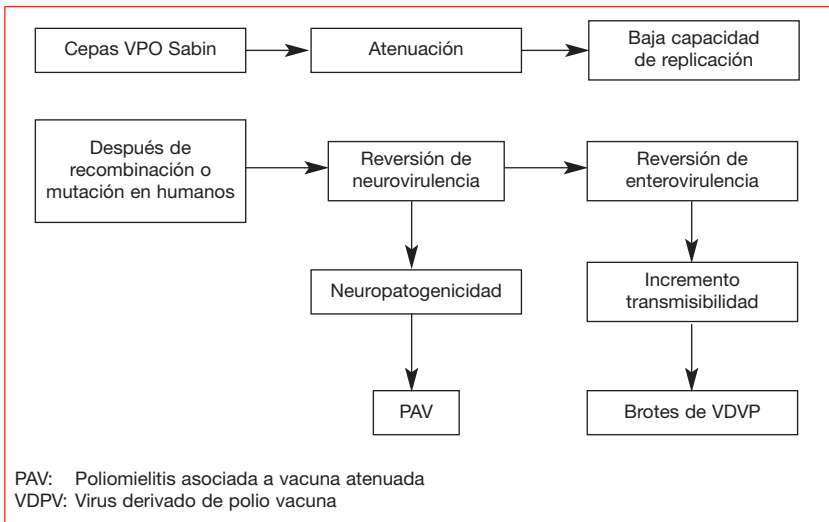 Cepas VPO Sabin
Atenuación
Baja capacidad
de replicación
Después de
recombinación o
mutación en humanos
Reversión de
neurovirulencia
Reversión de
enterovirulencia
Neuropatogenicidad
Incremento
transmisibilidad
PAV
Brotes de VDVP
PAV: Poliomielitis asociada a vacuna atenuada
VDPV: Virus derivado de polio vacuna